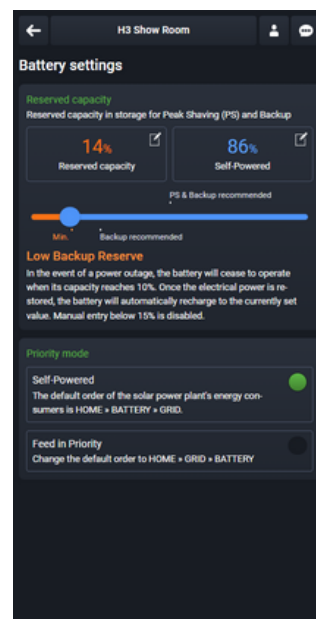 H3 Show Room
Battery settings
Reserved capacity
Reserved capacity in storage for Peak Shaving (PS) and Backup
14%
Reserved capacity
86%
Self-Powered
PS & Backup recommended
Min.
Backup recommended
Low Backup Reserve
In the event of a power outage, the battery will cease to operate
when its capacity reaches 10%. Once the electrical power is re-
stored, the battery will automatically recharge to the currently set
value. Manual entry below 15% is disabled.
Priority mode
Self-Powered
The default order of the solar power plant's energy con-
sumers is HOME » BATTERY » GRID.
Feed in Priority
Change the default order to HOME » GRID » BATTERY